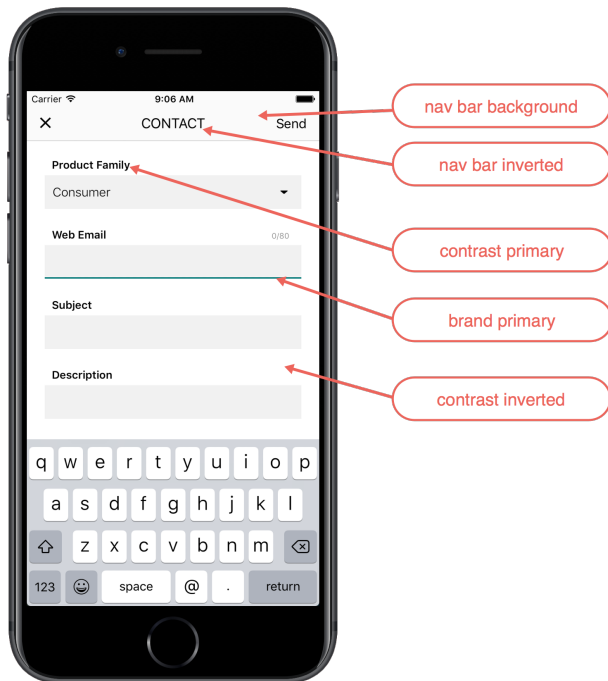 Carrier 9:06 AM
CONTACT Send
nav bar background
nav bar inverted
Product Family
Consumer
Web Email 0/80
contrast primary
brand primary
Subject
Description
contrast inverted
q w e r t y u i o p
a s d f g h j k l
z x c v b n m
123 space @ . return